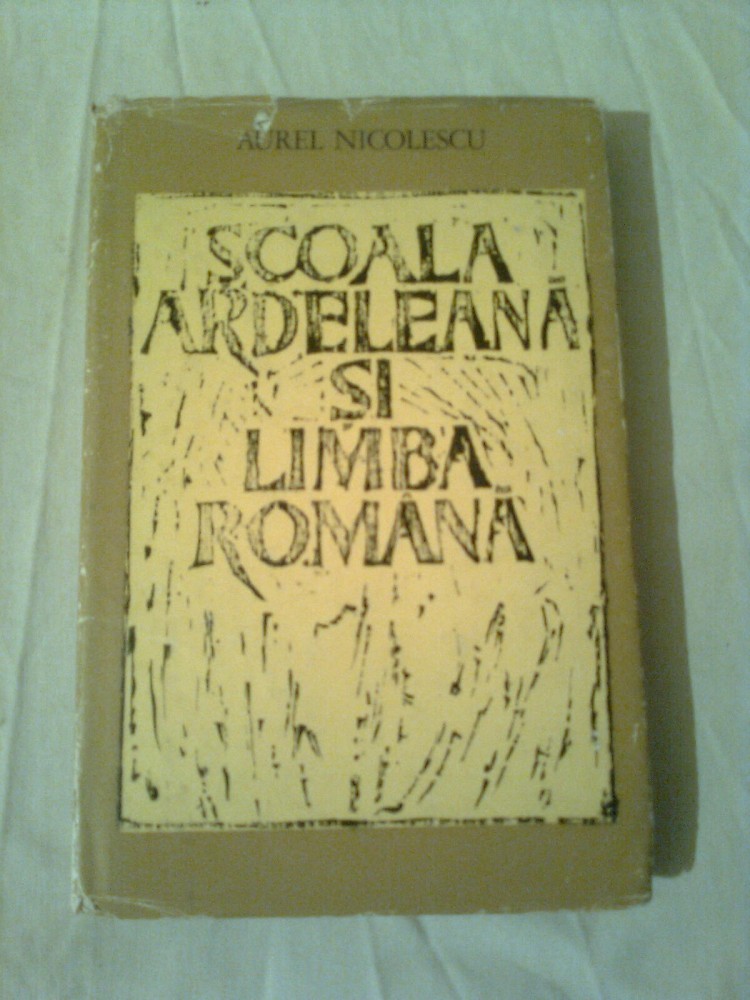 AUREL NICOLESCU
ȘCOALA
ARDELEANĂ
ȘI
LIMBA
ROMÂNĂ